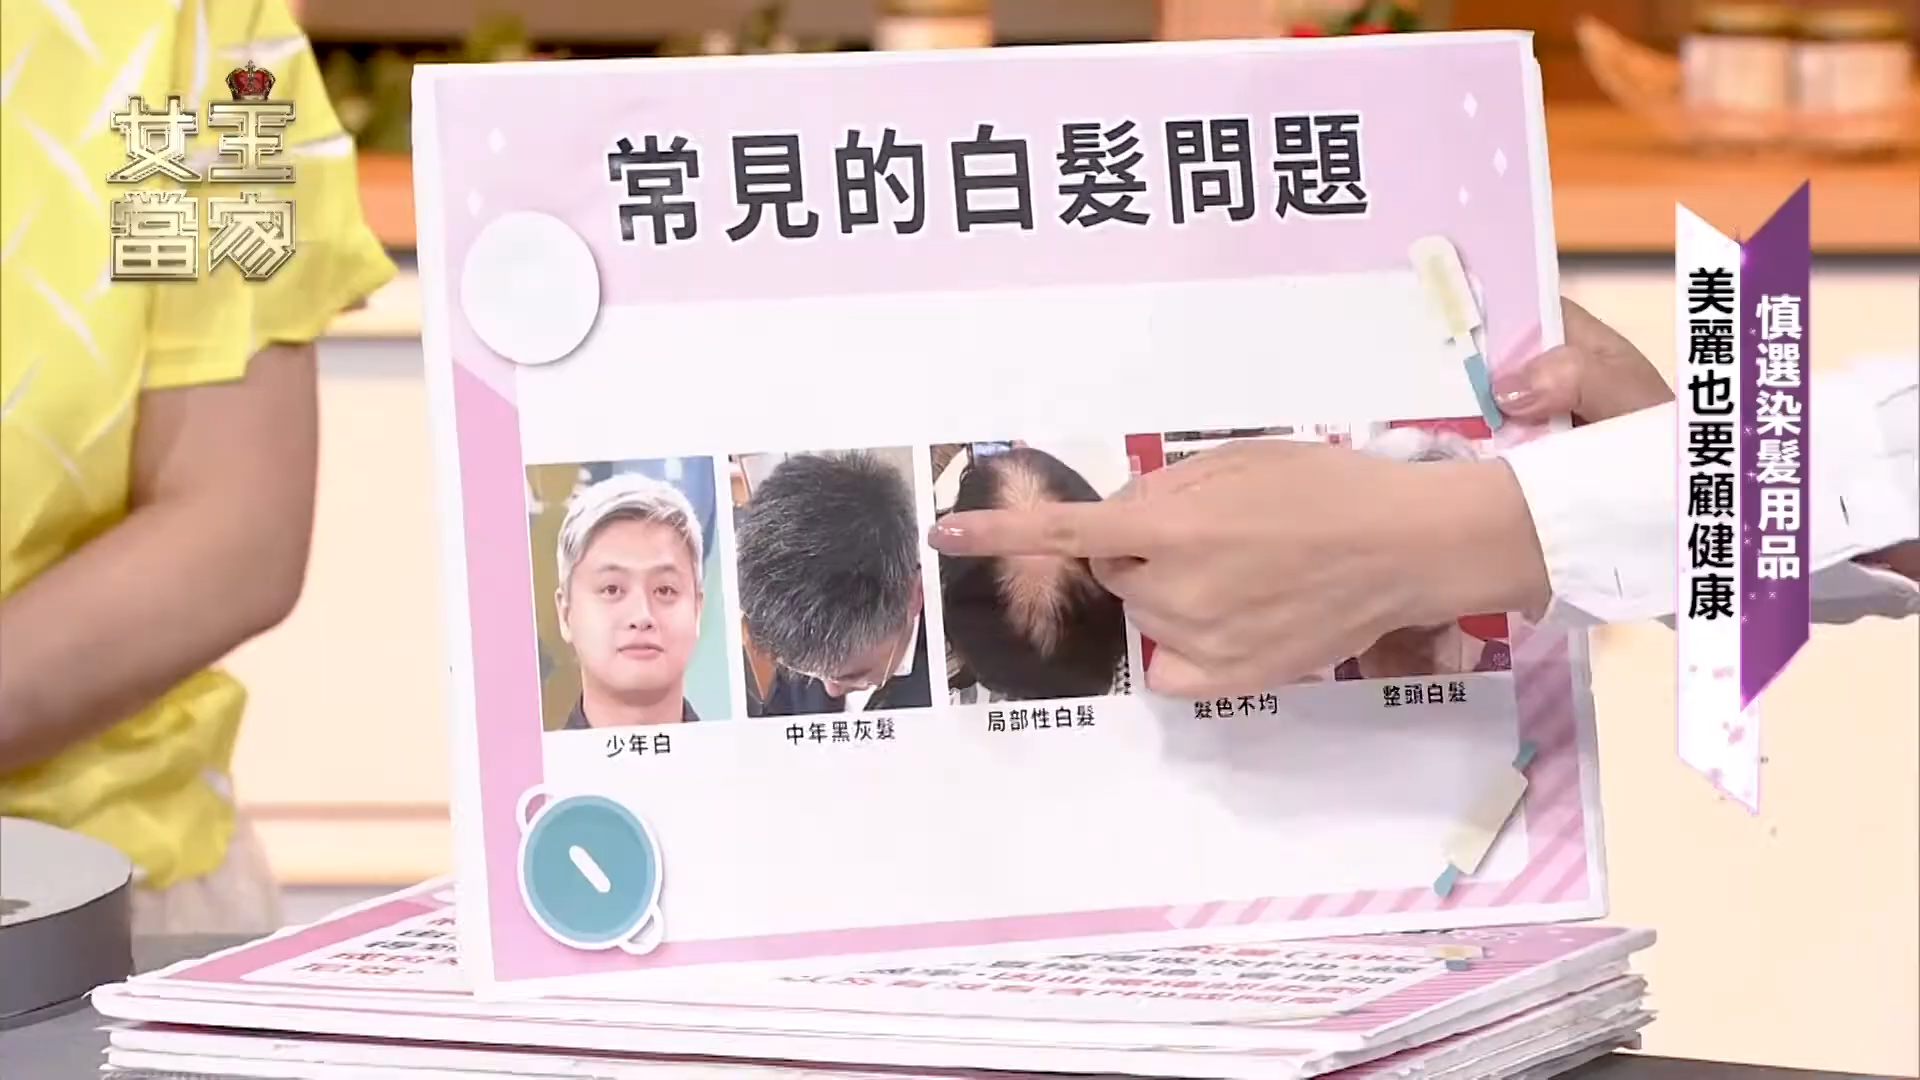 女王
當家
常見的白髮問題
少年白
中年黑灰髮
局部性白髮
髮色不均
整頭白髮
慎選染髮用品
美麗也要顧健康